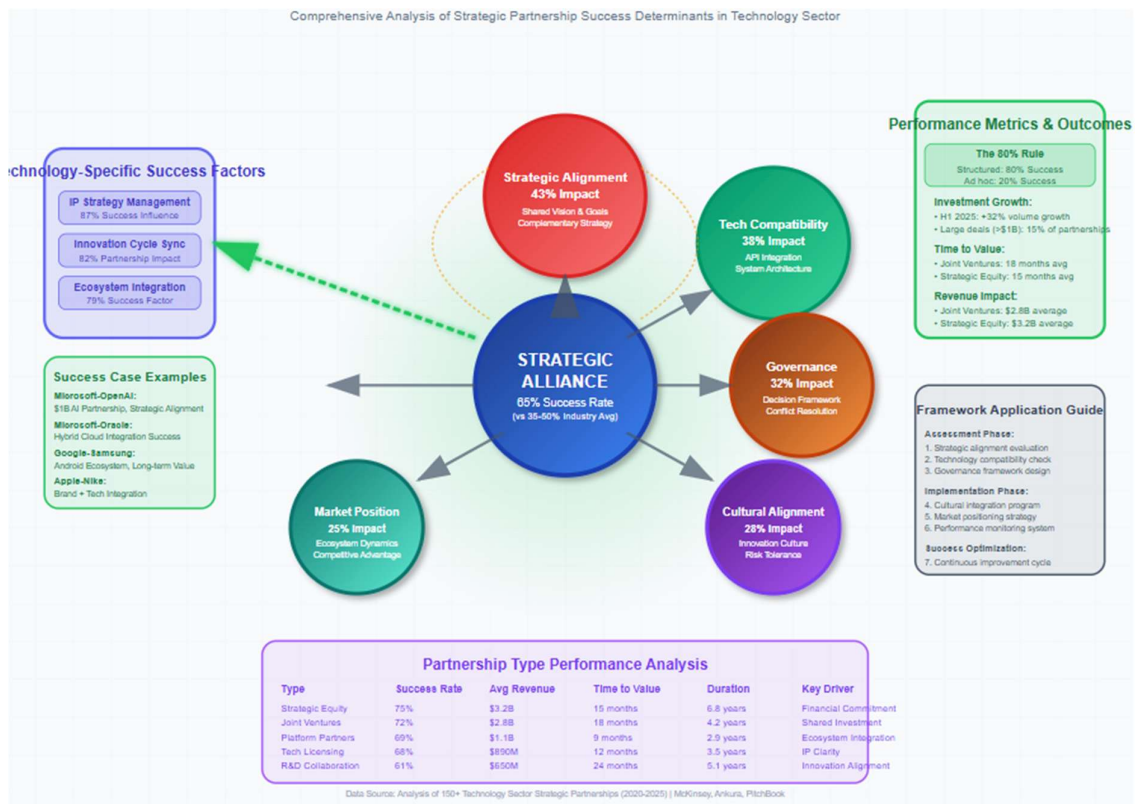 Comprehensive Analysis of Strategic Partnership Success Determinants in Technology Sector
echnology-Specific Success Factors
IP Strategy Management
87% Success Influence
Innovation Cycle Sync
82% Partnership Impact
Ecosystem Integration
79% Success Factor
Success Case Examples
Microsoft-OpenAI:
$1B AI Partnership, Strategic Alignment
Microsoft-Oracle:
Hybrid Cloud Integration Success
Google-Samsung:
Android Ecosystem, Long-term Value
Apple-Nike:
Brand + Tech Integration
Strategic Alignment
43% Impact
Shared Vision & Goals
Complementary Strategy
Tech Compatibility
38% Impact
API Integration
System Architecture
STRATEGIC
ALLIANCE
65% Success Rate
(vs 35-50% Industry Avg)
Governance
32% Impact
Decision Framework
Conflict Resolution
Market Position
25% Impact
Ecosystem Dynamics
Competitive Advantage
Cultural Alignment
28% Impact
Innovation Culture
Risk Tolerance
Performance Metrics & Outcomes
The 80% Rule
Structured: 80% Success
Ad hoc: 20% Success
Investment Growth:
• H1 2025: +32% volume growth
• Large deals (>$1B): 15% of partnerships
Time to Value:
• Joint Ventures: 18 months avg
• Strategic Equity: 15 months avg
Revenue Impact:
• Joint Ventures: $2.8B average
• Strategic Equity: $3.2B average
Framework Application Guide
Assessment Phase:
1. Strategic alignment evaluation
2. Technology compatibility check
3. Governance framework design
Implementation Phase:
4. Cultural integration program
5. Market positioning strategy
6. Performance monitoring system
Success Optimization:
7. Continuous improvement cycle
Partnership Type Performance Analysis
Type Success Rate Avg Revenue Time to Value Duration Key Driver
Strategic Equity 75% $3.2B 15 months 6.8 years Financial Commitment
Joint Ventures 72% $2.8B 18 months 4.2 years Shared Investment
Platform Partners 69% $1.1B 9 months 2.9 years Ecosystem Integration
Tech Licensing 68% $890M 12 months 3.5 years IP Clarity
R&D Collaboration 61% $650M 24 months 5.1 years Innovation Alignment
Data Source: Analysis of 150+ Technology Sector Strategic Partnerships (2020-2025) | McKinsey, Ankura, PitchBook